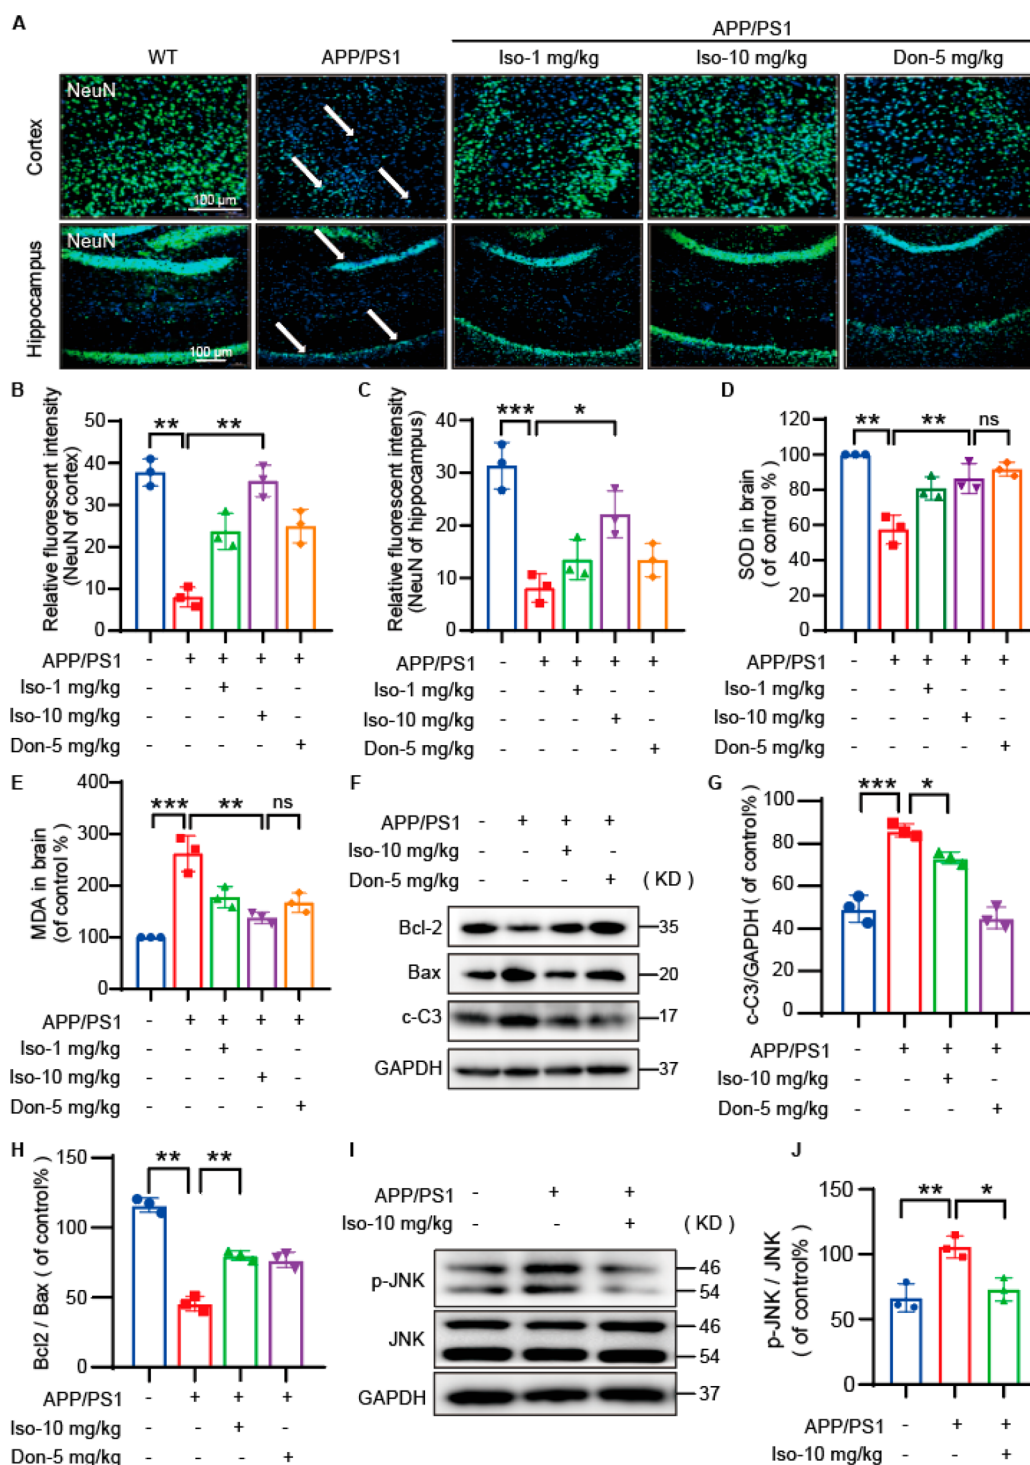 A
APP/PS1
WT APP/PS1 Iso-1 mg/kg Iso-10 mg/kg Don-5 mg/kg
Cortex
NeuN
100 µm
Hippocampus
NeuN
100 µm
B
Relative fluorescent intensity
(NeuN of cortex)
50
40
30
20
10
0
** **
APP/PS1 - + + + +
Iso-1 mg/kg - - + - -
Iso-10 mg/kg - - - + -
Don-5 mg/kg - - - - +
C
Relative fluorescent intensity
(NeuN of hippocampus)
40
30
20
10
0
*** *
APP/PS1 - + + + +
Iso-1 mg/kg - - + - -
Iso-10 mg/kg - - - + -
Don-5 mg/kg - - - - +
D
SOD in brain
( of control % )
120
100
80
60
40
20
0
** ** ns
APP/PS1 - + + + +
Iso-1 mg/kg - - + - -
Iso-10 mg/kg - - - + -
Don-5 mg/kg - - - - +
E
MDA in brain
(of control % )
400
300
200
100
0
*** ** ns
APP/PS1 - + + + +
Iso-1 mg/kg - - + - -
Iso-10 mg/kg - - - + -
Don-5 mg/kg - - - - +
F
APP/PS1 - + + +
Iso-10 mg/kg - - + -
Don-5 mg/kg - - - + ( KD )
Bcl-2 35
Bax 20
c-C3 17
GAPDH 37
G
c-C3/GAPDH ( of control%)
100
80
60
40
20
0
*** *
APP/PS1 - + + +
Iso-10 mg/kg - - + -
Don-5 mg/kg - - - +
H
Bcl2 / Bax ( of control% )
150
100
50
0
** **
APP/PS1 - + + +
Iso-10 mg/kg - - + -
Don-5 mg/kg - - - +
I
APP/PS1 - + +
Iso-10 mg/kg - - + ( KD )
p-JNK 46
54
JNK 46
54
GAPDH 37
J
p-JNK / JNK
( of control% )
150
100
50
0
** *
APP/PS1 - + +
Iso-10 mg/kg - - +